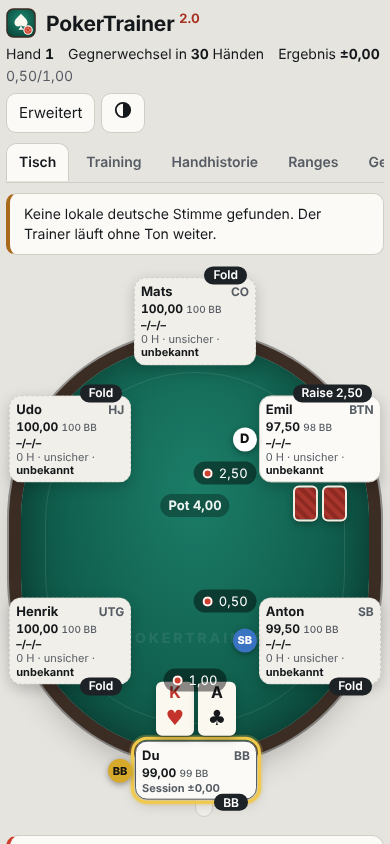 PokerTrainer 2.0
Hand 1 Gegnerwechsel in 30 Händen Ergebnis ±0,00
0,50/1,00
Erweitert
Tisch Training Handhistorie Ranges Ge
Keine lokale deutsche Stimme gefunden. Der
Trainer läuft ohne Ton weiter.
Fold
Mats CO
100,00 100 BB
–/–/–
0 H · unsicher ·
unbekannt
Fold
Udo HJ
100,00 100 BB
–/–/–
0 H · unsicher ·
unbekannt
Raise 2,50
Emil BTN
97,50 98 BB
–/–/–
0 H · unsicher ·
unbekannt
D
2,50
Pot 4,00
0,50
Henrik UTG
100,00 100 BB
–/–/–
0 H · unsicher ·
unbekannt
Fold
SB
Anton SB
99,50 100 BB
–/–/–
0 H · unsicher ·
unbekannt
Fold
1,00
K A
BB
Du BB
99,00 99 BB
Session ±0,00
BB